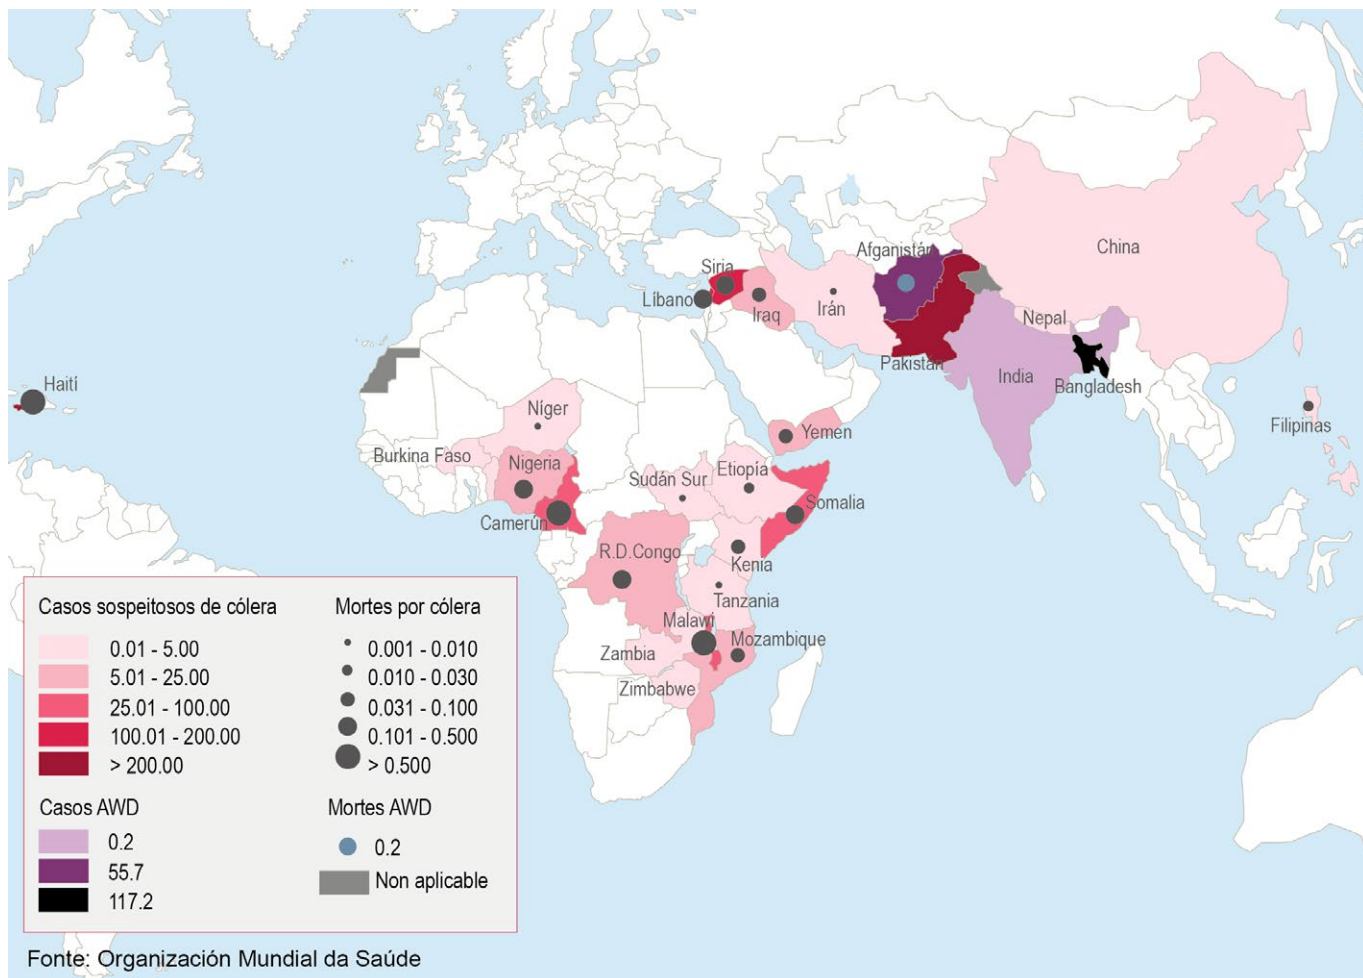 Afganistán
China
Siria
Líbano
Iraq
Irán
Nepal
Pakistán
India
Bangladesh
Haití
Níger
Filipinas
Yemen
Burkina Faso
Nigeria
Etiopía
Sudán Sur
Somalia
Camerún
R.D.Congo
Kenia
Tanzania
Malawi
Mozambique
Zambia
Zimbabwe
Casos sospeitosos de cólera
0.01 - 5.00
5.01 - 25.00
25.01 - 100.00
100.01 - 200.00
> 200.00
Mortes por cólera
0.001 - 0.010
0.010 - 0.030
0.031 - 0.100
0.101 - 0.500
> 0.500
Casos AWD
0.2
55.7
117.2
Mortes AWD
0.2
Non aplicable
Fonte: Organización Mundial da Saúde